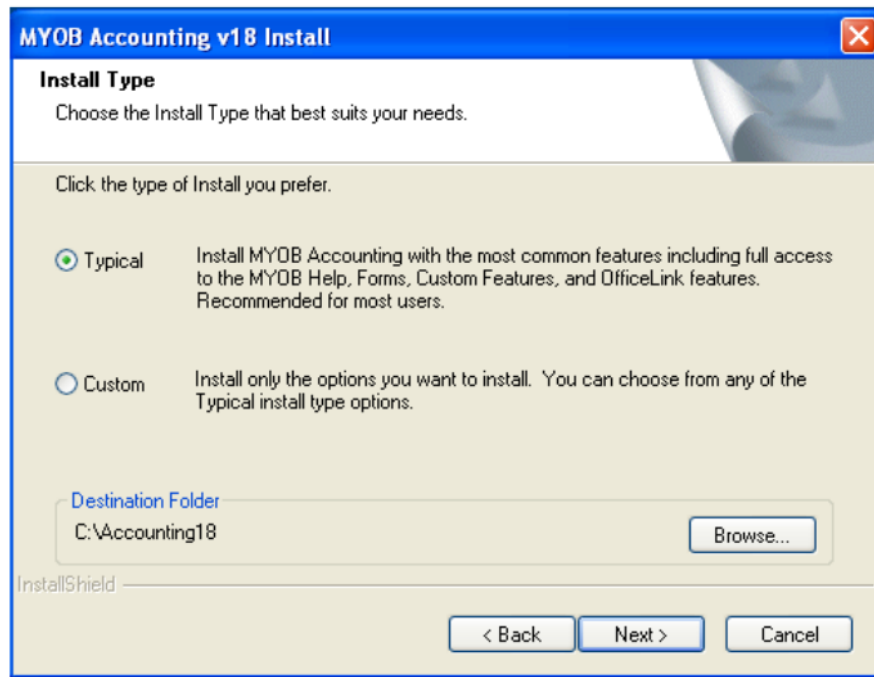 MYOB Accounting v18 Install
Install Type
Choose the Install Type that best suits your needs.
Click the type of Install you prefer.
Typical
Install MYOB Accounting with the most common features including full access
to the MYOB Help, Forms, Custom Features, and OfficeLink features.
Recommended for most users.
Custom
Install only the options you want to install.  You can choose from any of the
Typical install type options.
Destination Folder
C:\Accounting18
Browse...
InstallShield
< Back
Next >
Cancel